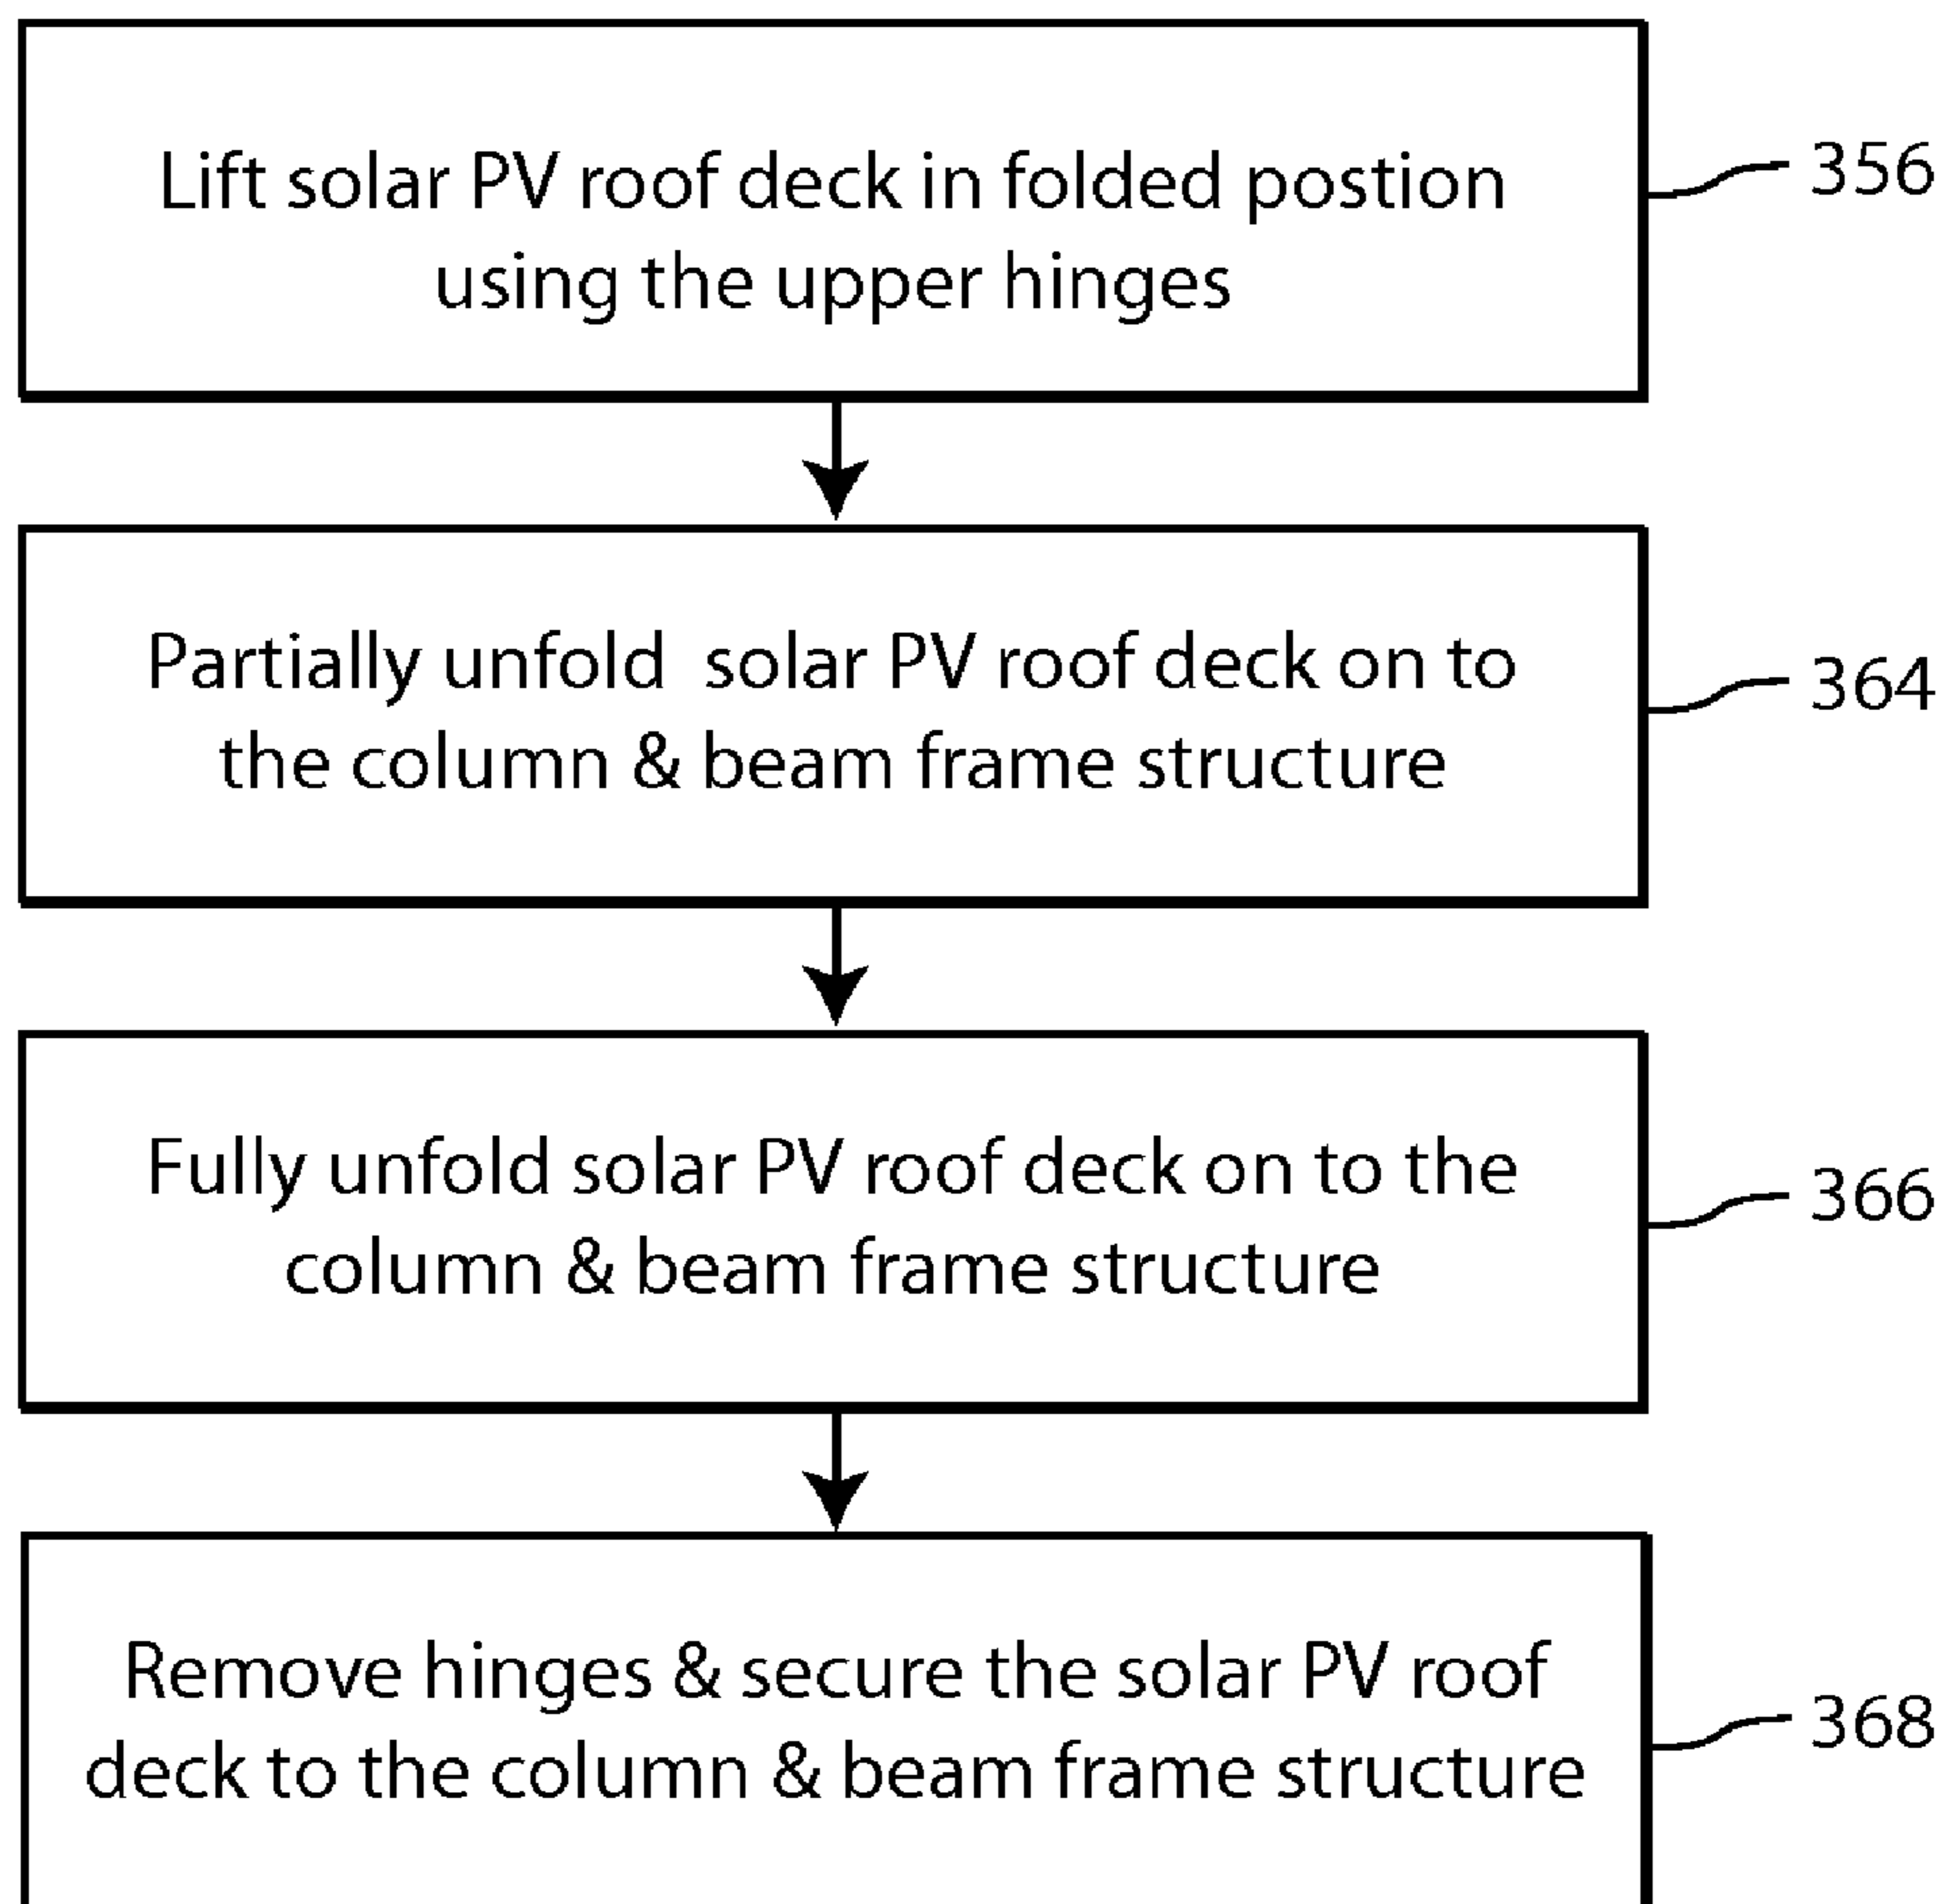 Lift solar PV roof deck in folded postion
using the upper hinges
356
Partially unfold solar PV roof deck on to
the column & beam frame structure
364
Fully unfold solar PV roof deck on to the
column & beam frame structure
366
Remove hinges & secure the solar PV roof
deck to the column & beam frame structure
368